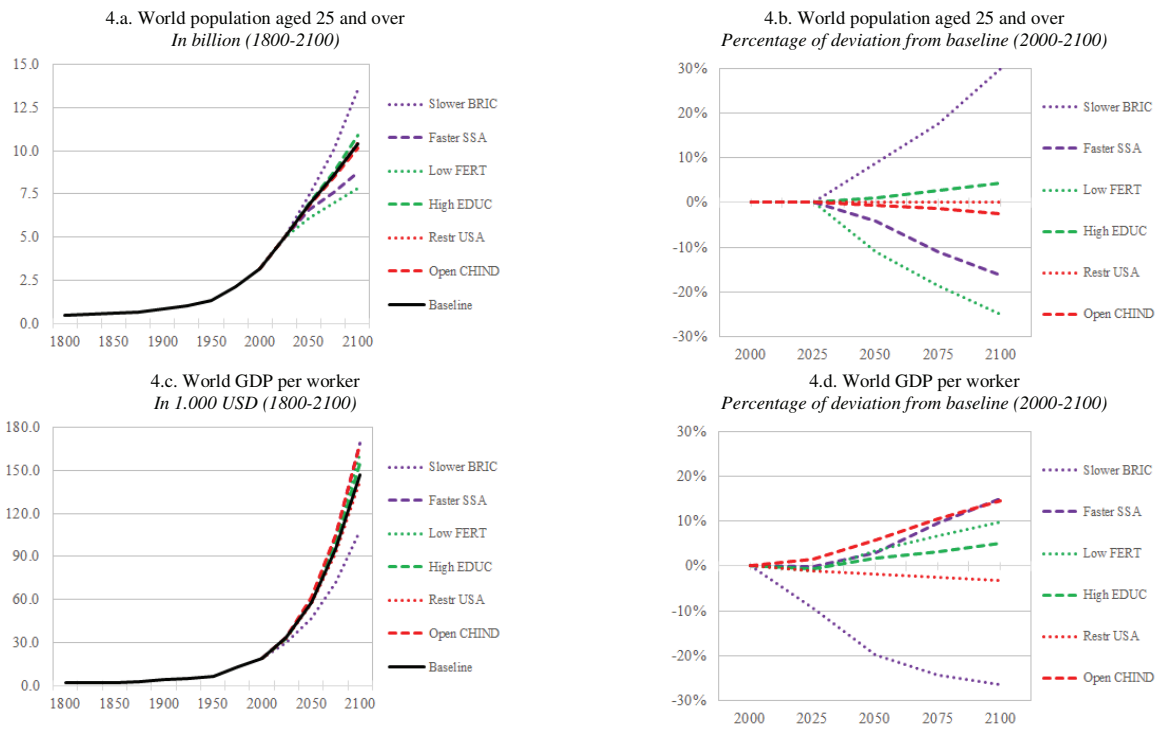 4.a. World population aged 25 and over
In billion (1800-2100)
15.0
12.5
10.0
7.5
5.0
2.5
0.0
1800 1850 1900 1950 2000 2050 2100
Slower BRIC
Faster SSA
Low FERT
High EDUC
Restr USA
Open CHIND
Baseline
4.b. World population aged 25 and over
Percentage of deviation from baseline (2000-2100)
30%
20%
10%
0%
-10%
-20%
-30%
2000 2025 2050 2075 2100
Slower BRIC
Faster SSA
Low FERT
High EDUC
Restr USA
Open CHIND
4.c. World GDP per worker
In 1.000 USD (1800-2100)
180.0
150.0
120.0
90.0
60.0
30.0
0.0
1800 1850 1900 1950 2000 2050 2100
Slower BRIC
Faster SSA
Low FERT
High EDUC
Restr USA
Open CHIND
Baseline
4.d. World GDP per worker
Percentage of deviation from baseline (2000-2100)
30%
20%
10%
0%
-10%
-20%
-30%
2000 2025 2050 2075 2100
Slower BRIC
Faster SSA
Low FERT
High EDUC
Restr USA
Open CHIND